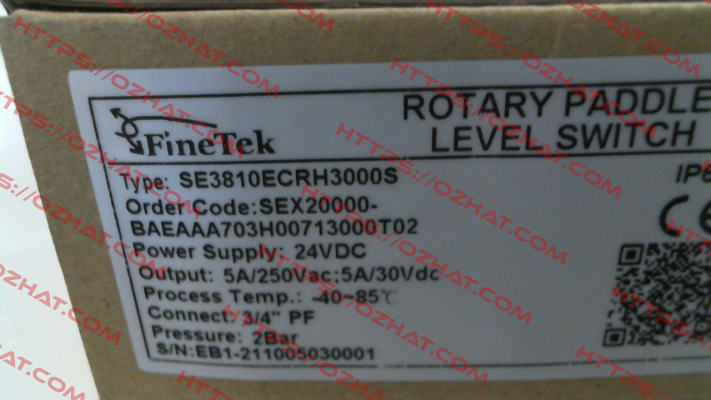 FineTek
ROTARY PADDLE
LEVEL SWITCH
Type: SE3810ECRH3000S
Order Code:SEX20000-
BAEAAA703H00713000T02
Power Supply: 24VDC
Output: 5A/250Vac;5A/30Vdc
Process Temp.: -40~85℃
Connect: 3/4" PF
Pressure: 2Bar
S/N:EB1-211005030001
CE
HTTPS://OZHAT.COM